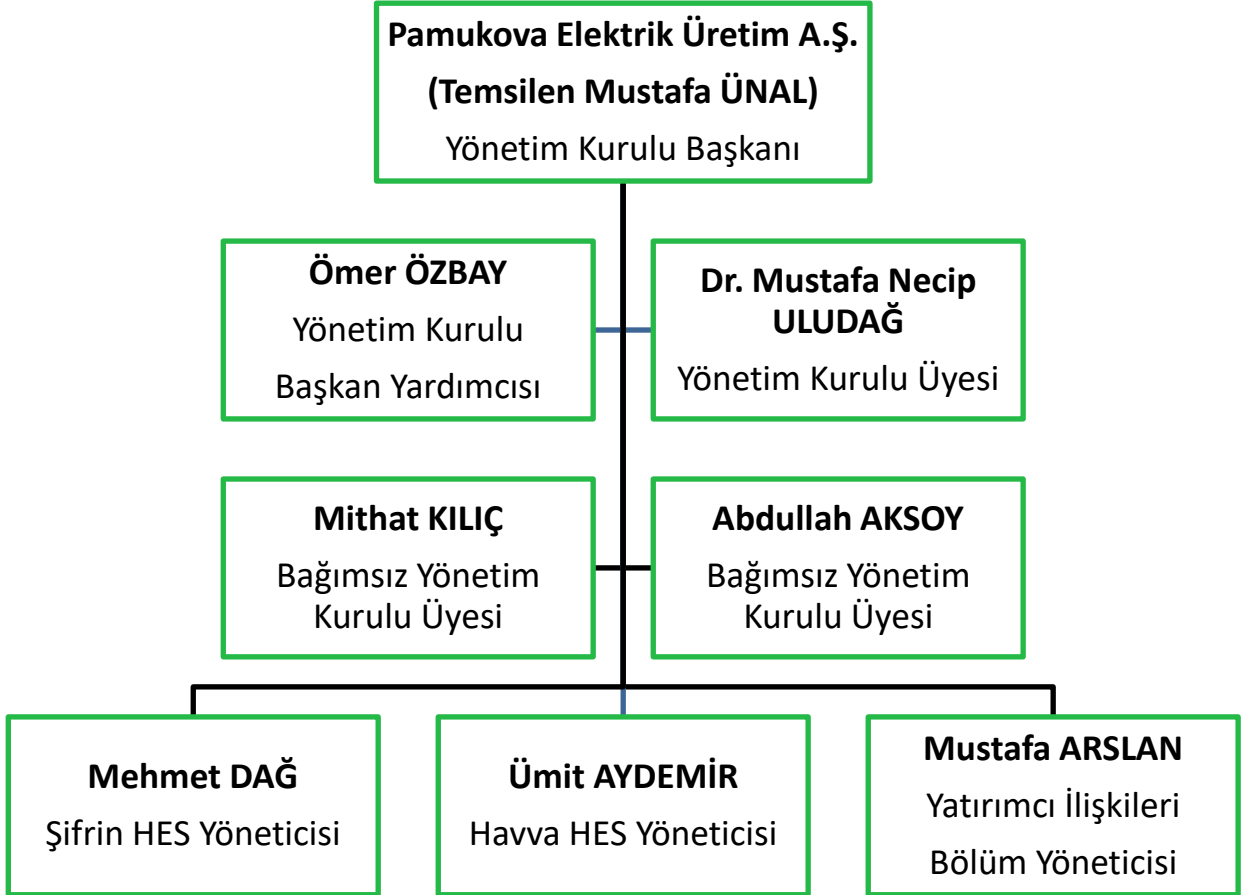 Pamukova Elektrik Üretim A.Ş.
(Temsilen Mustafa ÜNAL)
Yönetim Kurulu Başkanı
Ömer ÖZBAY
Yönetim Kurulu
Başkan Yardımcısı
Dr. Mustafa Necip
ULUDAĞ
Yönetim Kurulu Üyesi
Mithat KILIÇ
Bağımsız Yönetim
Kurulu Üyesi
Abdullah AKSOY
Bağımsız Yönetim
Kurulu Üyesi
Mehmet DAĞ
Şifrin HES Yöneticisi
Ümit AYDEMİR
Havva HES Yöneticisi
Mustafa ARSLAN
Yatırımcı İlişkileri
Bölüm Yöneticisi